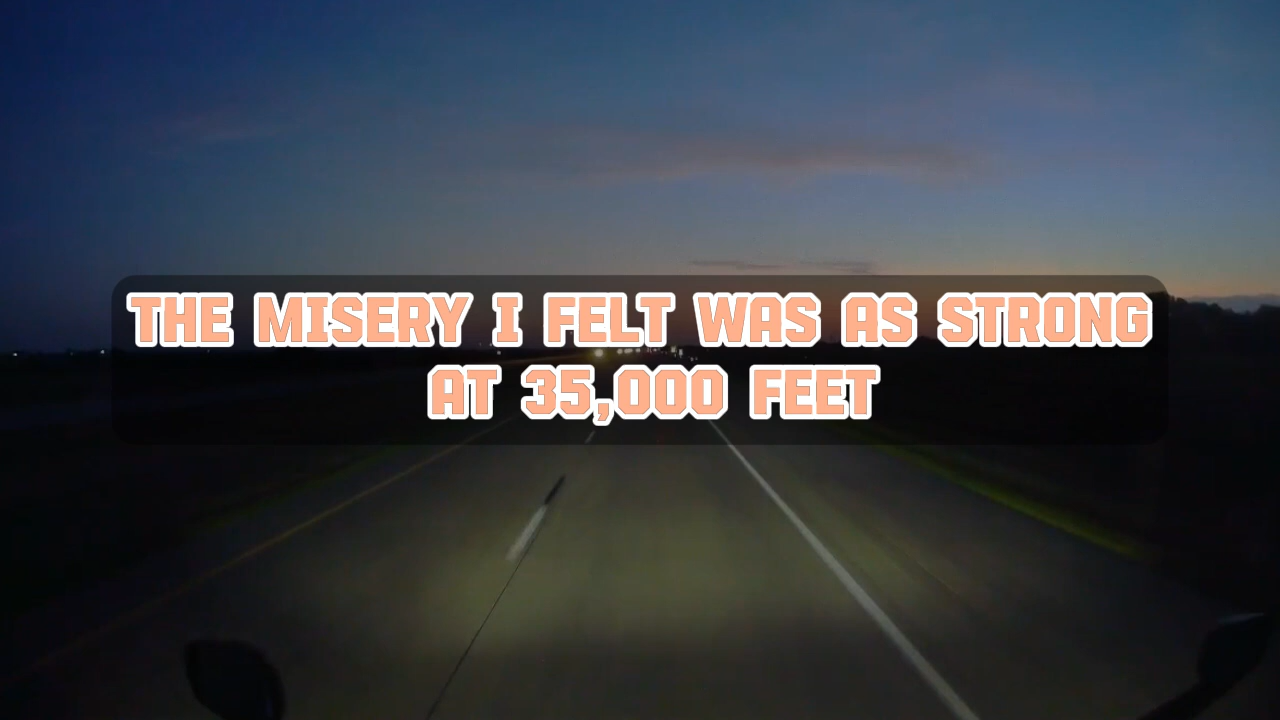 THE MISERY I FELT WAS AS STRONG
AT 35,000 FEET